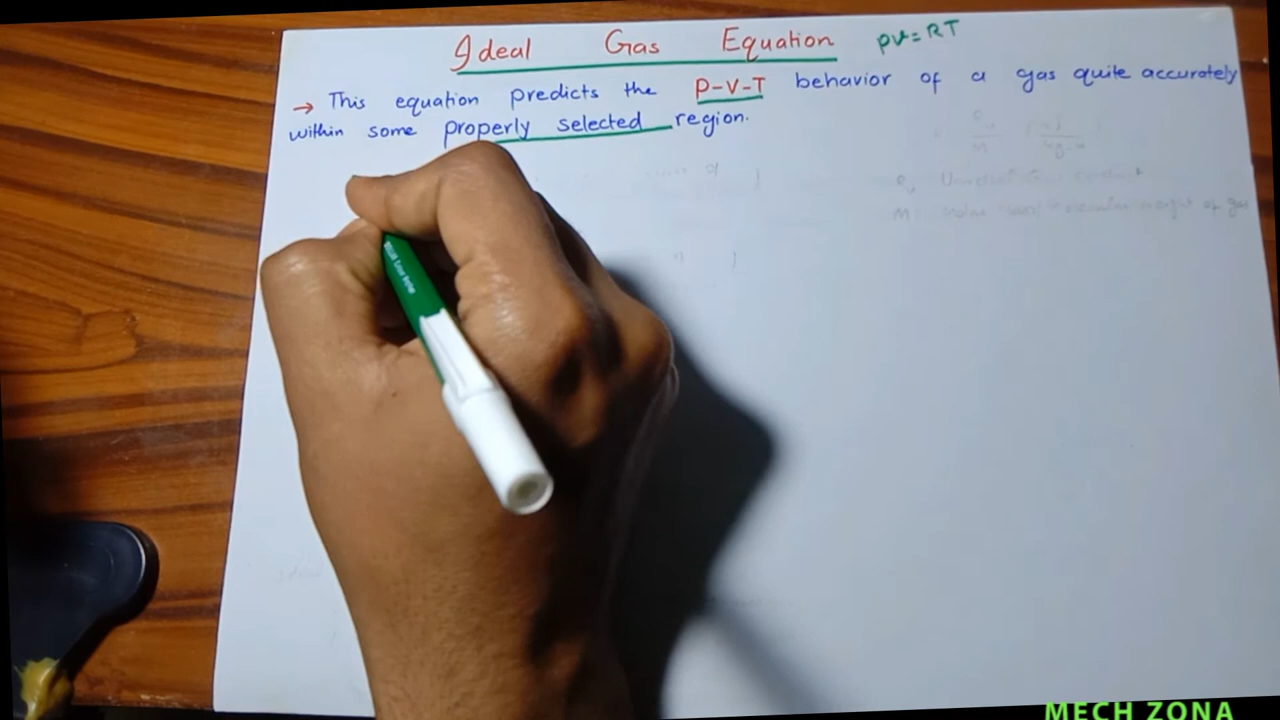 Ideal Gas Equation PV = RT
→ This equation predicts the P-V-T behavior of a gas quite accurately
within some properly selected region.
MECH ZONA